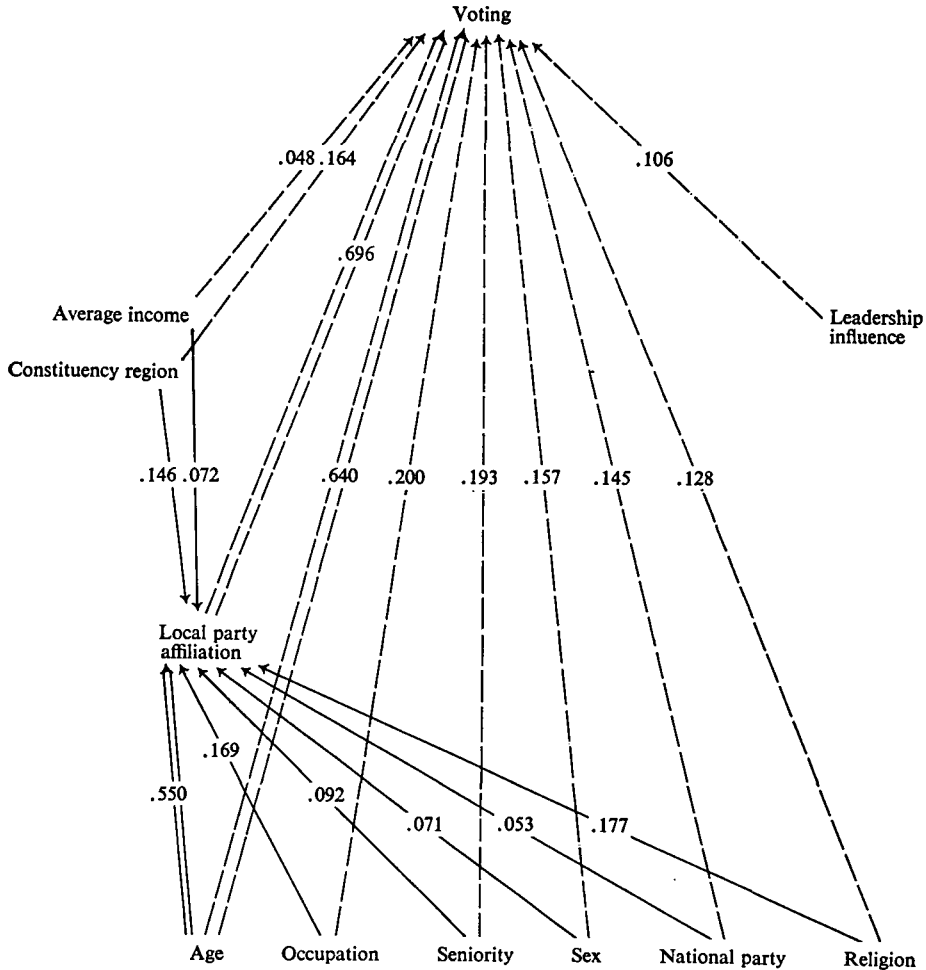 Voting
.048 .164
.106
.696
Average income
Leadership
influence
Constituency region
.146 .072 .640 .200 .193 .157 .145 .128
Local party
affiliation
.169
.550
.092
.071
.053
.177
Age Occupation Seniority Sex National party Religion